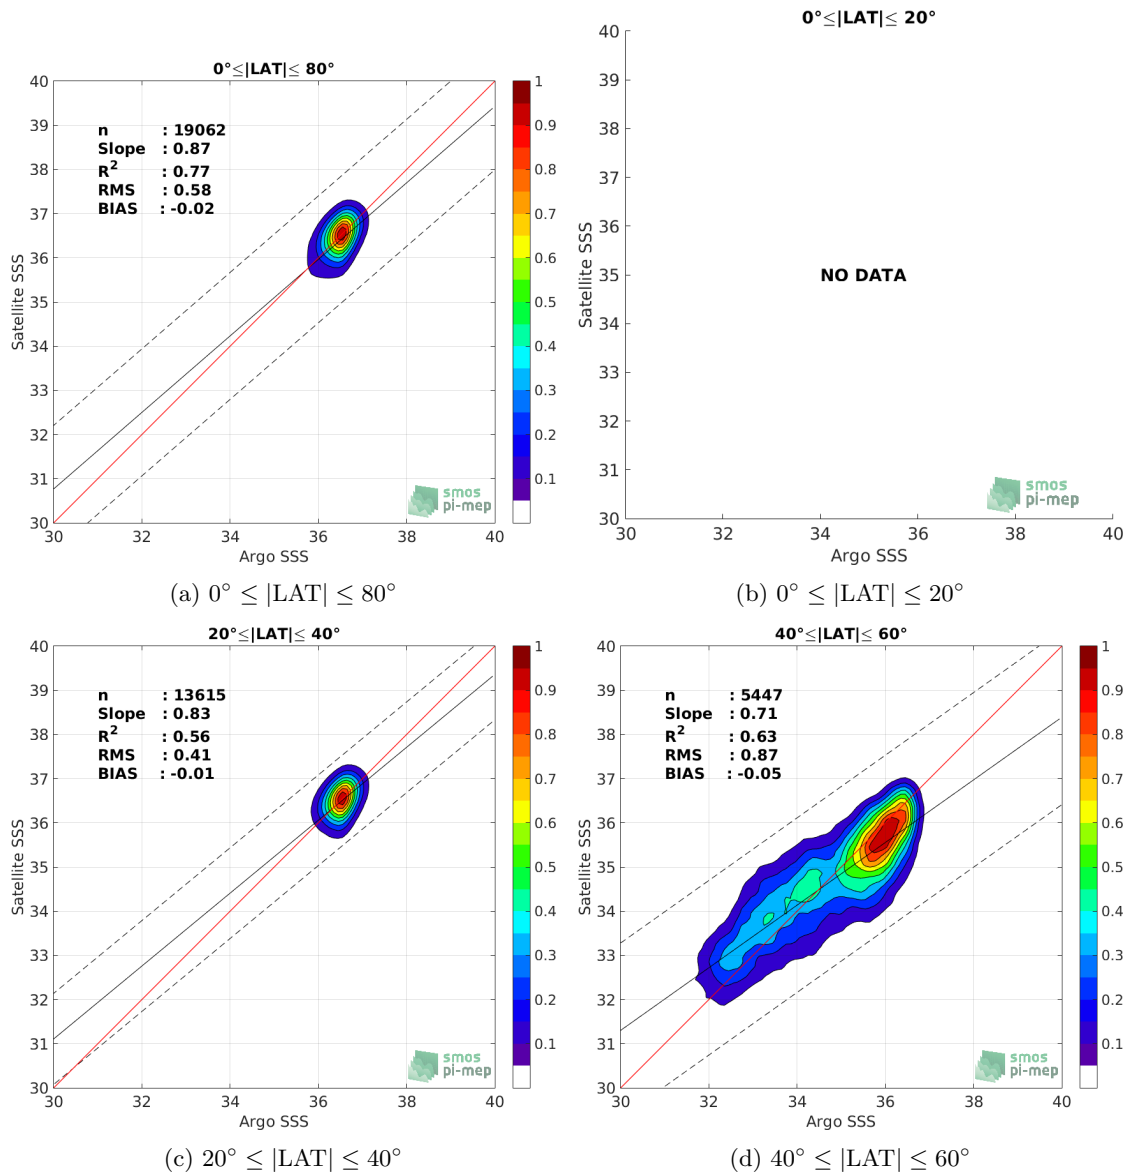 0°≤|LAT|≤ 80°
40
39
38
37
36
35
34
33
32
31
30
Satellite SSS
n : 19062
Slope : 0.87
R² : 0.77
RMS : 0.58
BIAS : -0.02
smos
pi-mep
30 32 34 36 38 40
Argo SSS
1
0.9
0.8
0.7
0.6
0.5
0.4
0.3
0.2
0.1
(a) 0° ≤ |LAT| ≤ 80°
0°≤|LAT|≤ 20°
40
39
38
37
36
35
34
33
32
31
30
Satellite SSS
NO DATA
smos
pi-mep
30 32 34 36 38 40
Argo SSS
(b) 0° ≤ |LAT| ≤ 20°
20°≤|LAT|≤ 40°
40
39
38
37
36
35
34
33
32
31
30
Satellite SSS
n : 13615
Slope : 0.83
R² : 0.56
RMS : 0.41
BIAS : -0.01
smos
pi-mep
30 32 34 36 38 40
Argo SSS
1
0.9
0.8
0.7
0.6
0.5
0.4
0.3
0.2
0.1
(c) 20° ≤ |LAT| ≤ 40°
40°≤|LAT|≤ 60°
40
39
38
37
36
35
34
33
32
31
30
Satellite SSS
n : 5447
Slope : 0.71
R² : 0.63
RMS : 0.87
BIAS : -0.05
smos
pi-mep
30 32 34 36 38 40
Argo SSS
1
0.9
0.8
0.7
0.6
0.5
0.4
0.3
0.2
0.1
(d) 40° ≤ |LAT| ≤ 60°